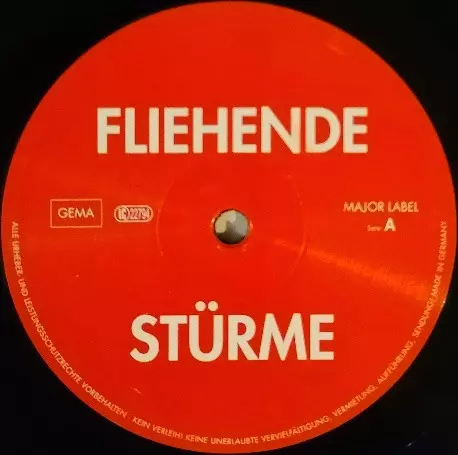 FLIEHENDE
GEMA
LC 22794
MAJOR LABEL
Seite A
STÜRME
ALLE URHEBER- UND LEISTUNGSSCHUTZRECHTE VORBEHALTEN KEIN VERLEIH! KEINE UNERLAUBTE VERVIELFÄLTIGUNG, VERMIETUNG, AUFFÜHRUNG, SENDUNG! MADE IN GERMANY